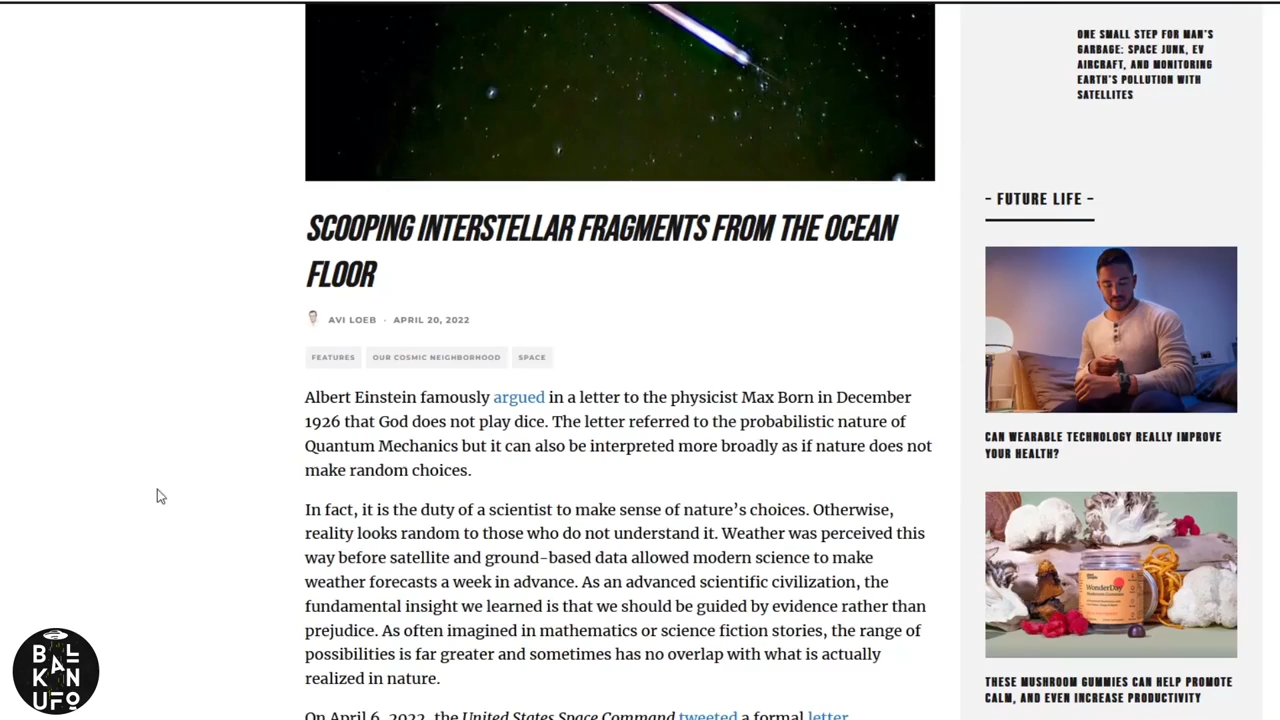 ONE SMALL STEP FOR MAN'S
GARBAGE: SPACE JUNK, EV
AIRCRAFT, AND MONITORING
EARTH'S POLLUTION WITH
SATELLITES
SCOOPING INTERSTELLAR FRAGMENTS FROM THE OCEAN
FLOOR
AVI LOEB · APRIL 20, 2022
FEATURES OUR COSMIC NEIGHBORHOOD SPACE
Albert Einstein famously argued in a letter to the physicist Max Born in December
1926 that God does not play dice. The letter referred to the probabilistic nature of
Quantum Mechanics but it can also be interpreted more broadly as if nature does not
make random choices.
In fact, it is the duty of a scientist to make sense of nature's choices. Otherwise,
reality looks random to those who do not understand it. Weather was perceived this
way before satellite and ground-based data allowed modern science to make
weather forecasts a week in advance. As an advanced scientific civilization, the
fundamental insight we learned is that we should be guided by evidence rather than
prejudice. As often imagined in mathematics or science fiction stories, the range of
possibilities is far greater and sometimes has no overlap with what is actually
realized in nature.
On April 6, 2022, the United States Space Command tweeted a formal letter
– FUTURE LIFE –
CAN WEARABLE TECHNOLOGY REALLY IMPROVE
YOUR HEALTH?
WonderDay
THESE MUSHROOM GUMMIES CAN HELP PROMOTE
CALM, AND EVEN INCREASE PRODUCTIVITY
BAL
KAN
UFO